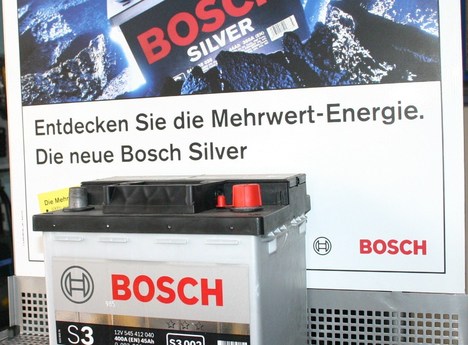 BOSCH
SILVER
Entdecken Sie die Mehrwert-Energie.
Die neue Bosch Silver
Die Mehr
BOSCH
BOSCH
S3
12V 545 412 040
400A (EN) 45Ah
S3 002